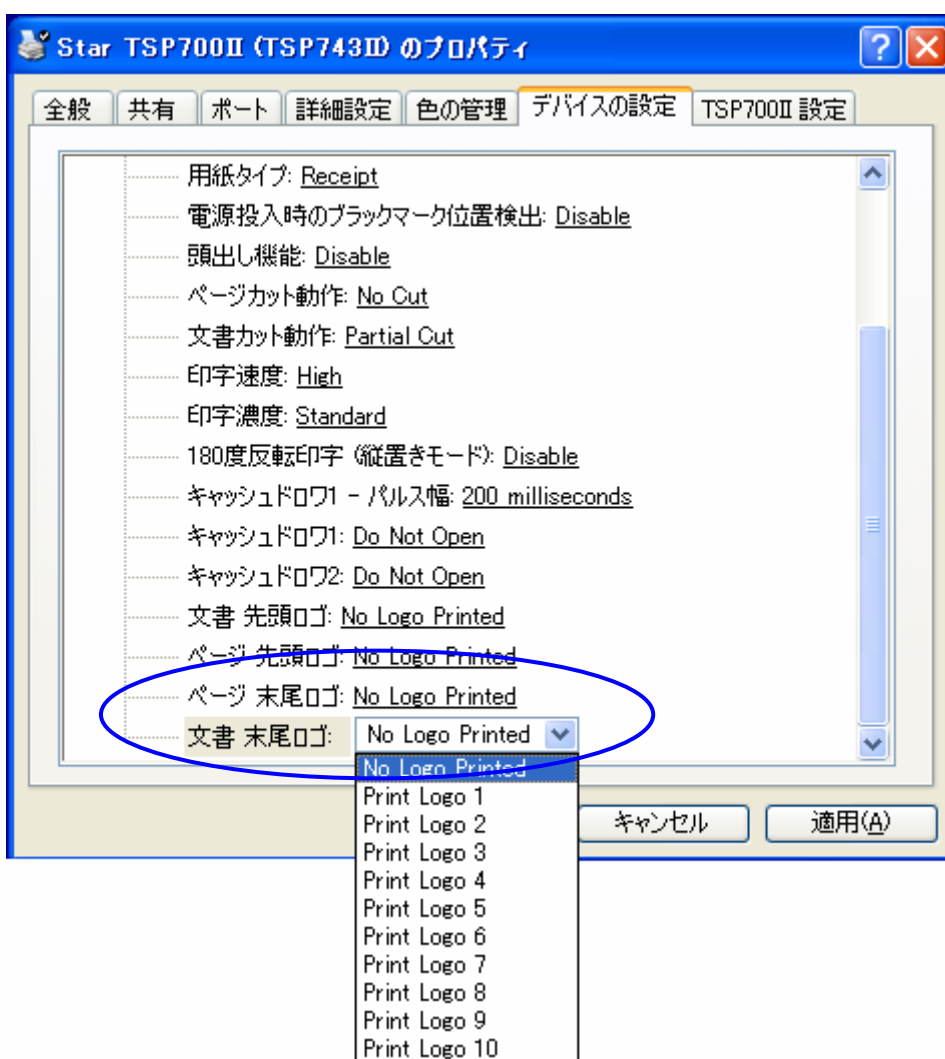 Star TSP700II (TSP743II) のプロパティ
全般 共有 ポート 詳細設定 色の管理 デバイスの設定 TSP700II 設定
用紙タイプ: Receipt
電源投入時のブラックマーク位置検出: Disable
頭出し機能: Disable
ページカット動作: No Cut
文書カット動作: Partial Cut
印字速度: High
印字濃度: Standard
180度反転印字 (縦置きモード): Disable
キャッシュドロワ1 - パルス幅: 200 milliseconds
キャッシュドロワ1: Do Not Open
キャッシュドロワ2: Do Not Open
文書 先頭ロゴ: No Logo Printed
ページ 先頭ロゴ: No Logo Printed
ページ 末尾ロゴ: No Logo Printed
文書 末尾ロゴ: No Logo Printed
No Logo Printed
Print Logo 1
Print Logo 2
Print Logo 3
Print Logo 4
Print Logo 5
Print Logo 6
Print Logo 7
Print Logo 8
Print Logo 9
Print Logo 10
キャンセル 適用(A)